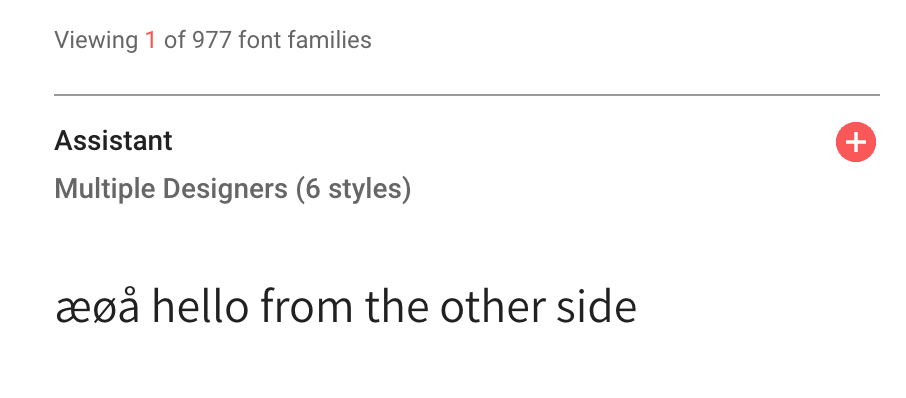 Viewing 1 of 977 font families
Assistant
Multiple Designers (6 styles)
æøå hello from the other side